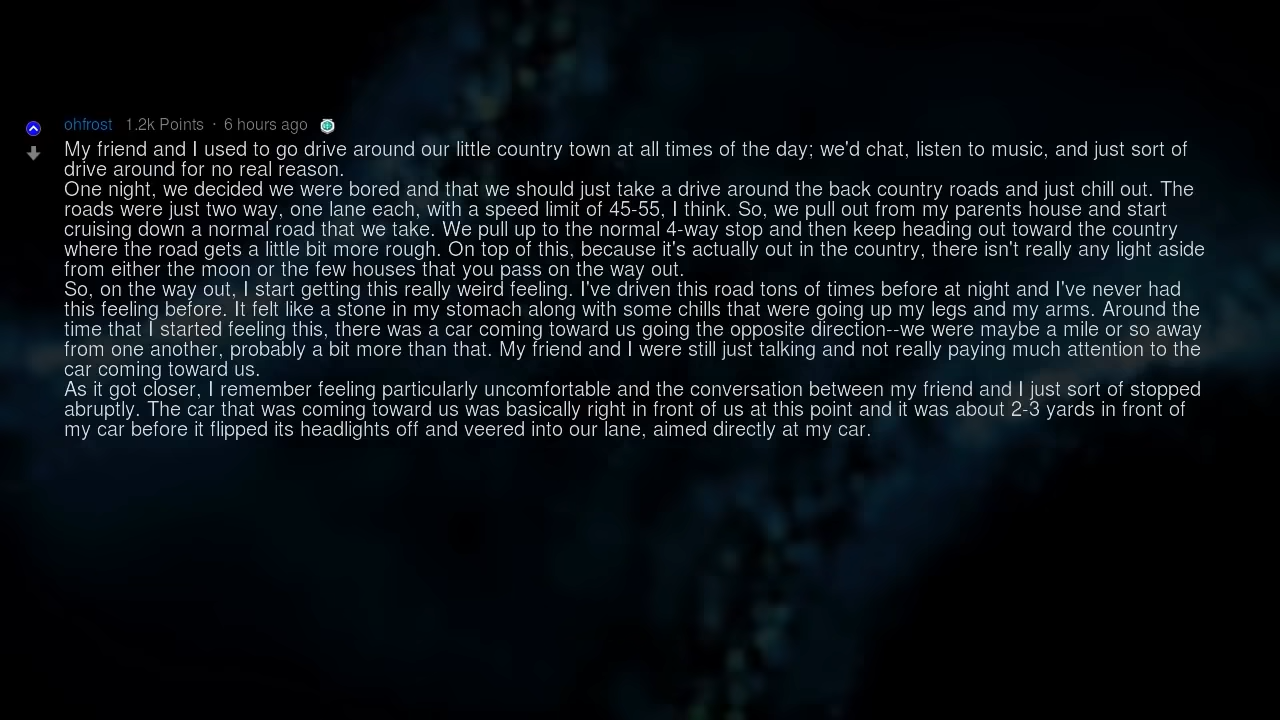 ohfrost 1.2k Points · 6 hours ago
My friend and I used to go drive around our little country town at all times of the day; we'd chat, listen to music, and just sort of
drive around for no real reason.
One night, we decided we were bored and that we should just take a drive around the back country roads and just chill out. The
roads were just two way, one lane each, with a speed limit of 45-55, I think. So, we pull out from my parents house and start
cruising down a normal road that we take. We pull up to the normal 4-way stop and then keep heading out toward the country
where the road gets a little bit more rough. On top of this, because it's actually out in the country, there isn't really any light aside
from either the moon or the few houses that you pass on the way out.
So, on the way out, I start getting this really weird feeling. I've driven this road tons of times before at night and I've never had
this feeling before. It felt like a stone in my stomach along with some chills that were going up my legs and my arms. Around the
time that I started feeling this, there was a car coming toward us going the opposite direction--we were maybe a mile or so away
from one another, probably a bit more than that. My friend and I were still just talking and not really paying much attention to the
car coming toward us.
As it got closer, I remember feeling particularly uncomfortable and the conversation between my friend and I just sort of stopped
abruptly. The car that was coming toward us was basically right in front of us at this point and it was about 2-3 yards in front of
my car before it flipped its headlights off and veered into our lane, aimed directly at my car.